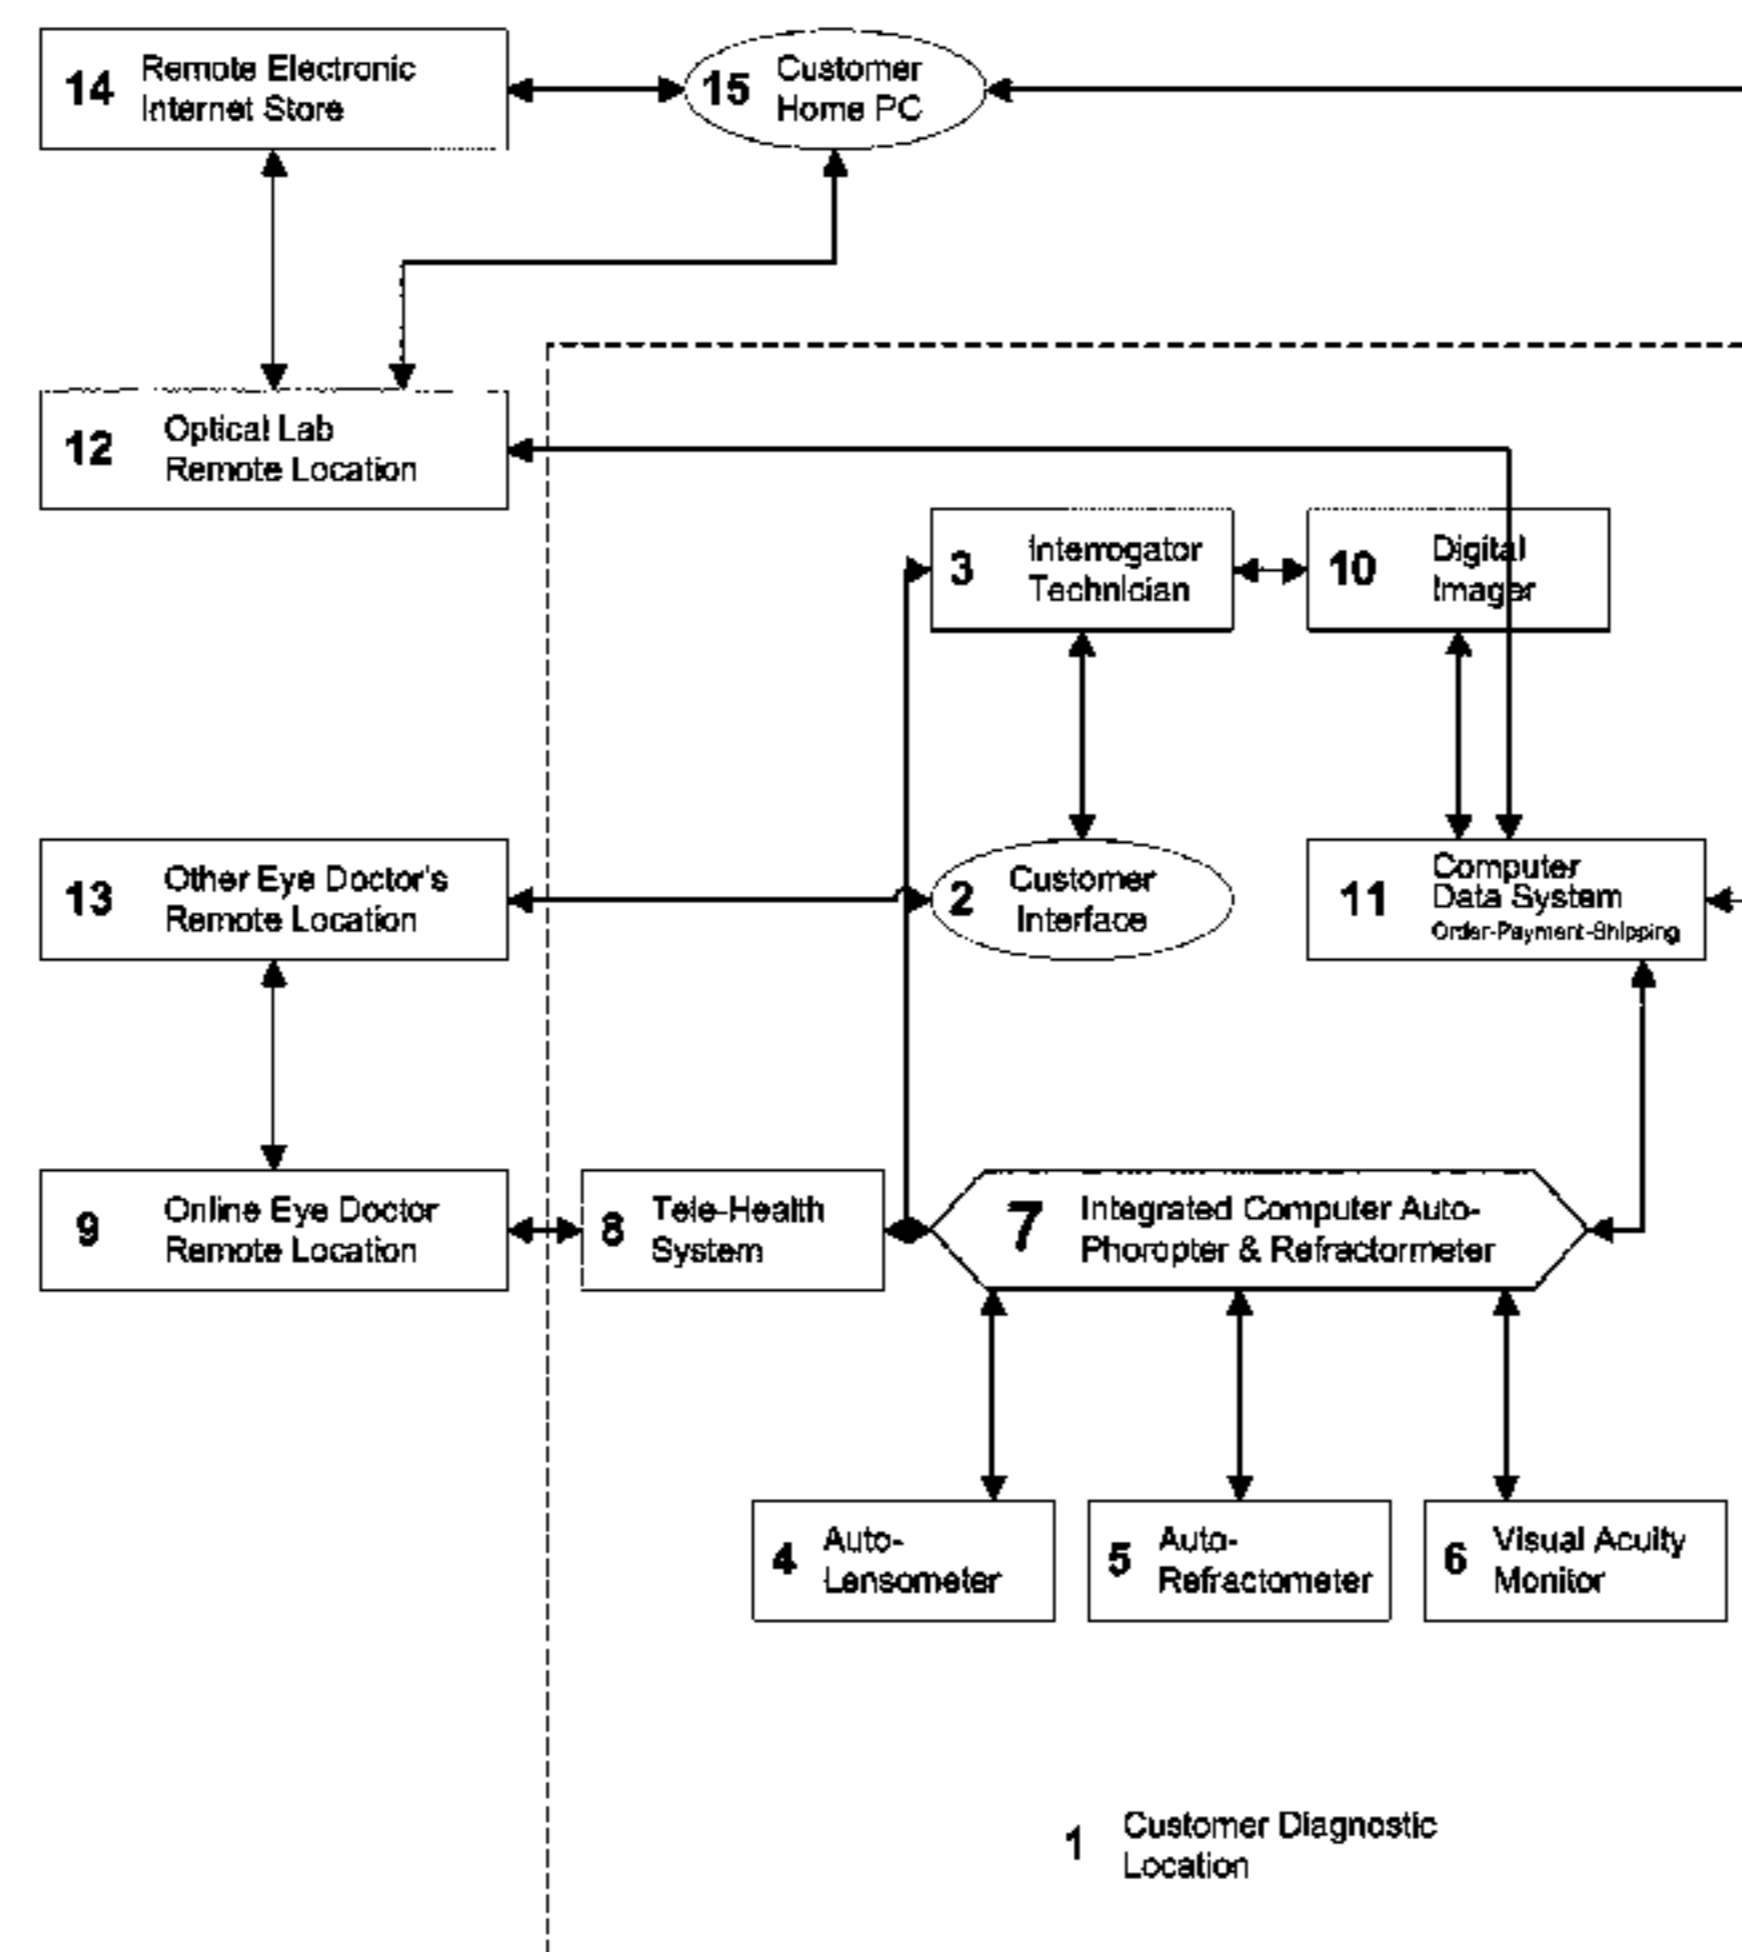 14 Remote Electronic
Internet Store
15 Customer
Home PC
12 Optical Lab
Remote Location
3 Interrogator
Technician
10 Digital
Imager
13 Other Eye Doctor's
Remote Location
2 Customer
Interface
11 Computer
Data System
Order-Payment-Shipping
9 Online Eye Doctor
Remote Location
8 Tele-Health
System
7 Integrated Computer Auto-
Phoropter & Refractormeter
4 Auto-
Lensometer
5 Auto-
Refractometer
6 Visual Acuity
Monitor
1 Customer Diagnostic
Location